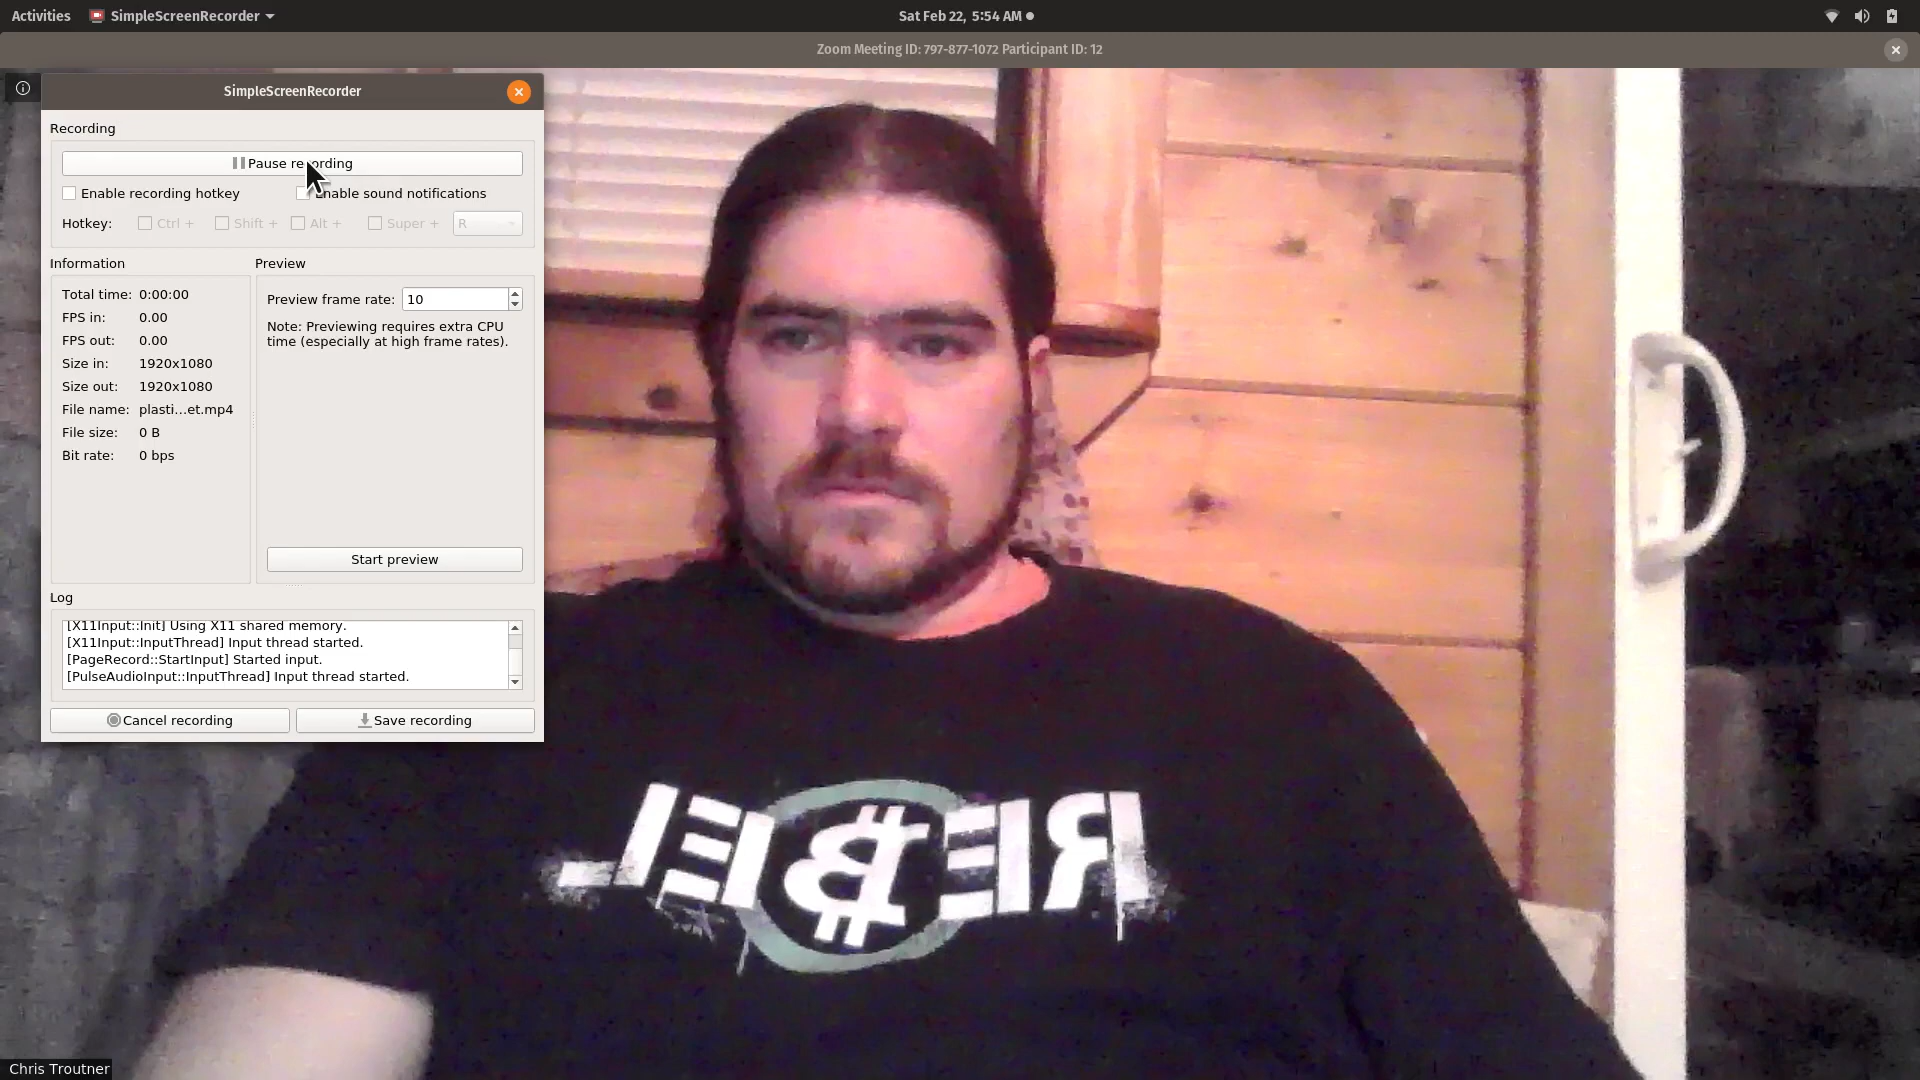 Activities
SimpleScreenRecorder
Sat Feb 22, 5:54 AM
Zoom Meeting ID: 797-877-1072 Participant ID: 12
SimpleScreenRecorder
Recording
Pause recording
Enable recording hotkey
Enable sound notifications
Hotkey: Ctrl + Shift + Alt + Super + R
Information
Total time: 0:00:00
FPS in: 0.00
FPS out: 0.00
Size in: 1920x1080
Size out: 1920x1080
File name: plasti...et.mp4
File size: 0 B
Bit rate: 0 bps
Preview
Preview frame rate: 10
Note: Previewing requires extra CPU
time (especially at high frame rates).
Start preview
Log
[X11Input::Init] Using X11 shared memory.
[X11Input::InputThread] Input thread started.
[PageRecord::StartInput] Started input.
[PulseAudioInput::InputThread] Input thread started.
Cancel recording
Save recording
REBEL
Chris Troutner